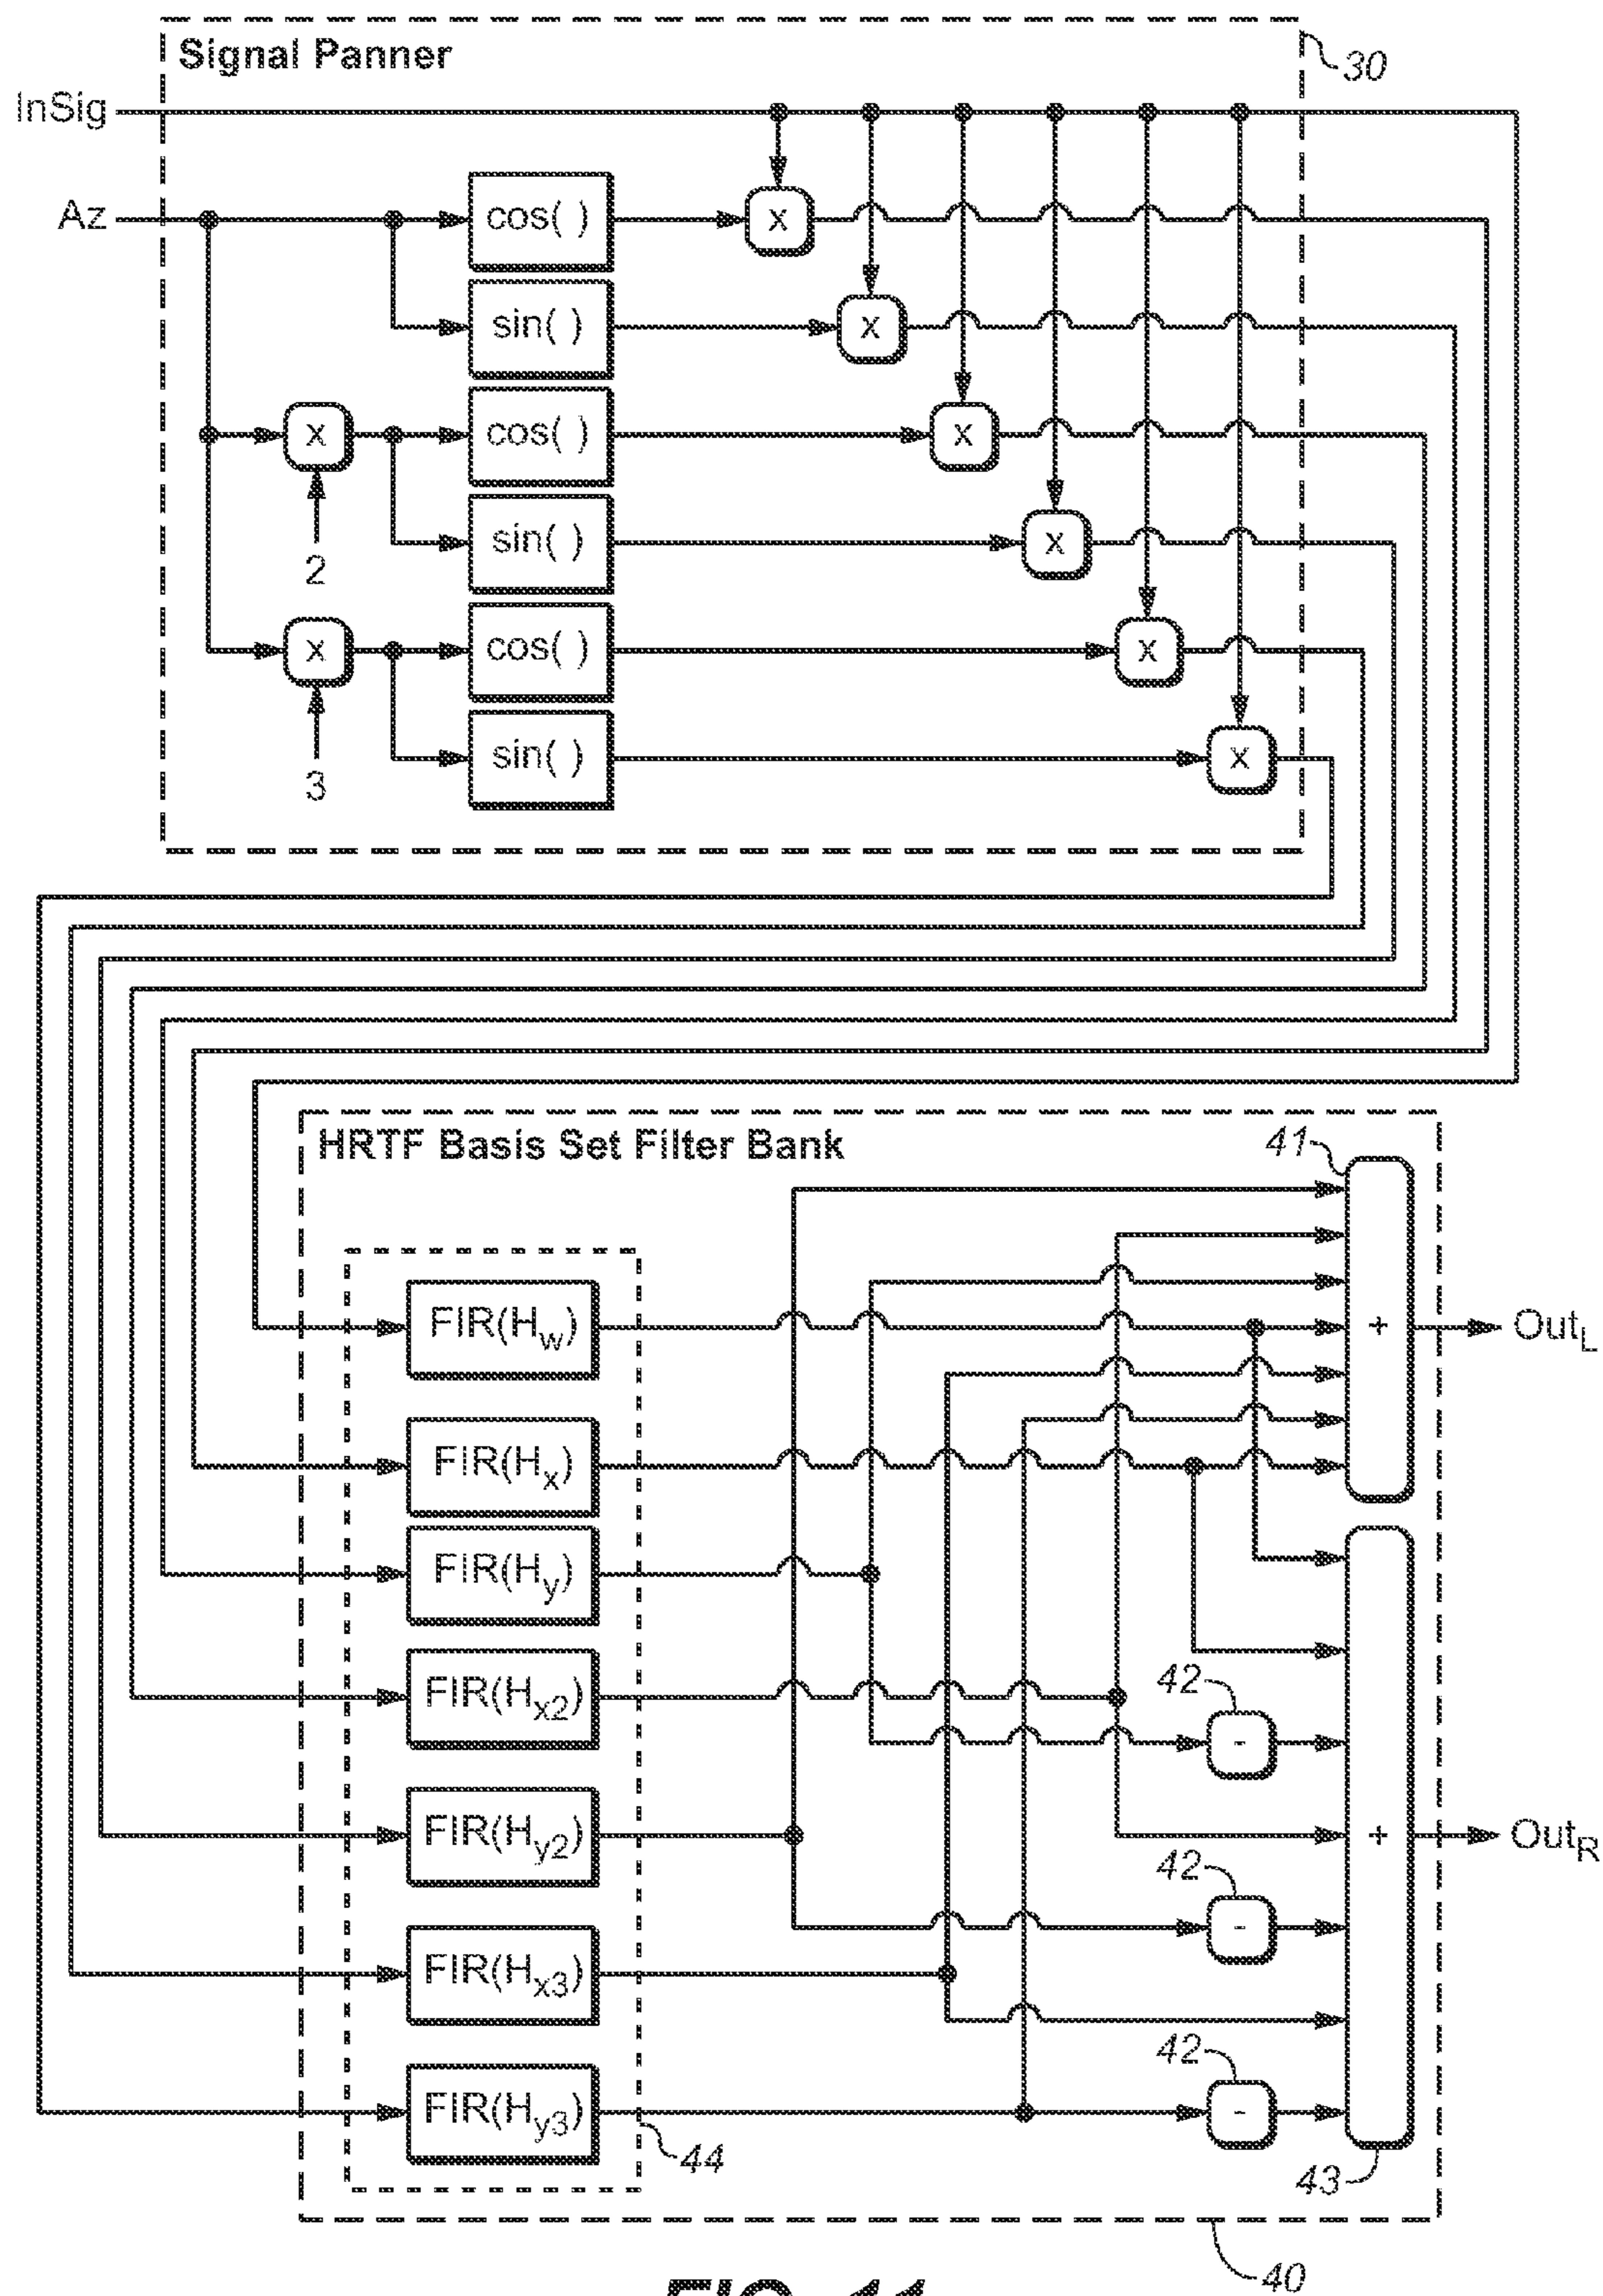 Signal Panner
30
InSig
Az
cos( )
x
sin( )
x
x
cos( )
x
2
sin( )
x
x
cos( )
x
3
sin( )
x
HRTF Basis Set Filter Bank
41
FIR(Hw)
+
OutL
FIR(Hx)
FIR(Hy)
FIR(Hx2)
42
-
FIR(Hy2)
+
OutR
42
-
FIR(Hx3)
42
FIR(Hy3)
-
44
43
40
FIG. 11